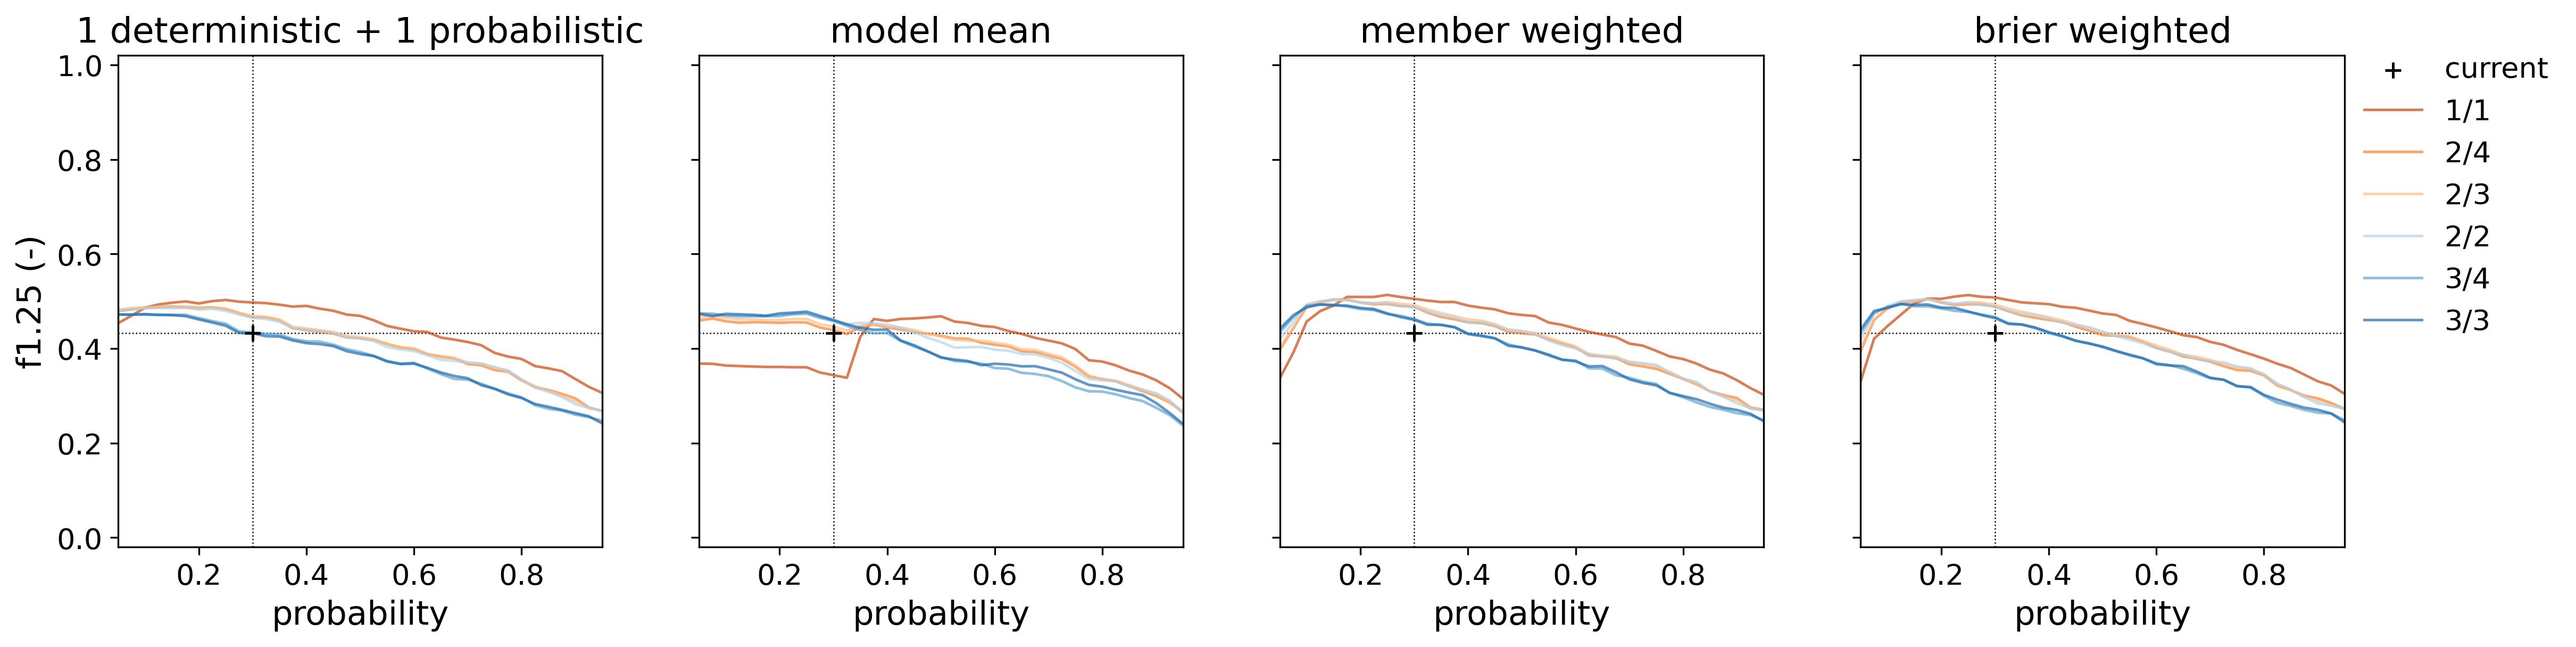 1 deterministic + 1 probabilistic
model mean
member weighted
brier weighted
f1.25 (-)
1.0
0.8
0.6
0.4
0.2
0.0
0.2 0.4 0.6 0.8
0.2 0.4 0.6 0.8
0.2 0.4 0.6 0.8
0.2 0.4 0.6 0.8
probability
probability
probability
probability
current
1/1
2/4
2/3
2/2
3/4
3/3